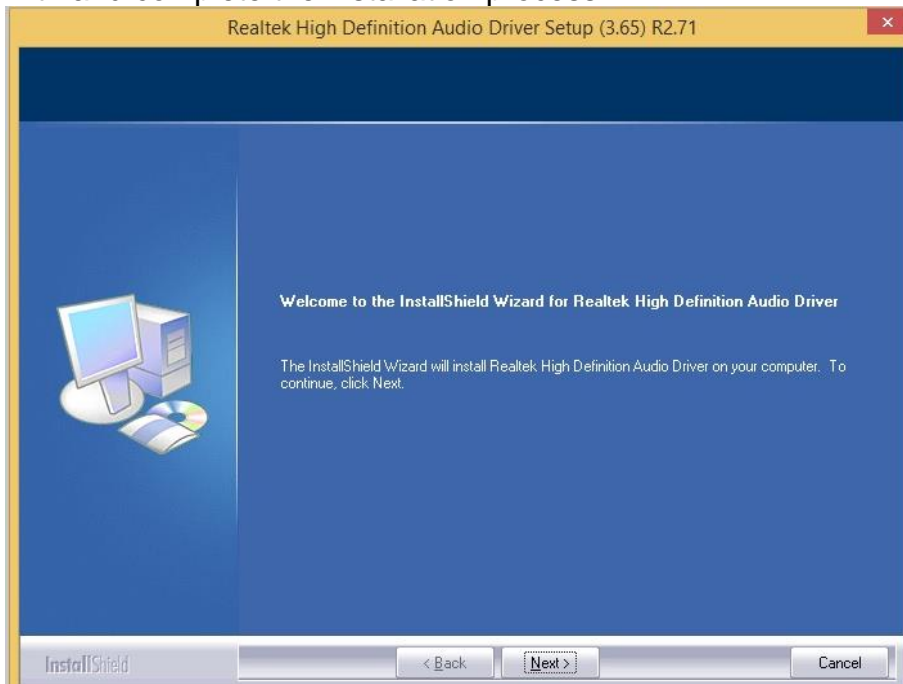 Realtek High Definition Audio Driver Setup (3.65) R2.71
Welcome to the InstallShield Wizard for Realtek High Definition Audio Driver
The InstallShield Wizard will install Realtek High Definition Audio Driver on your computer. To
continue, click Next.
InstallShield
< Back
Next >
Cancel